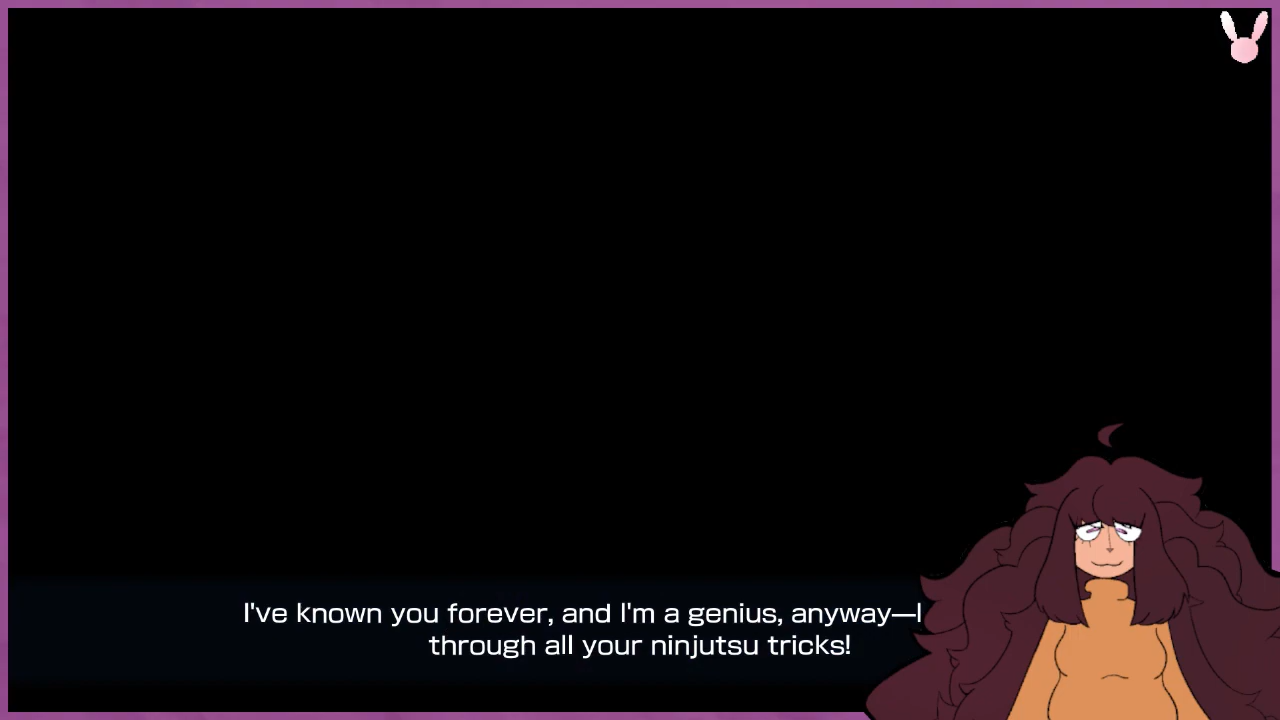 I've known you forever, and I'm a genius, anyway—I
through all your ninjutsu tricks!